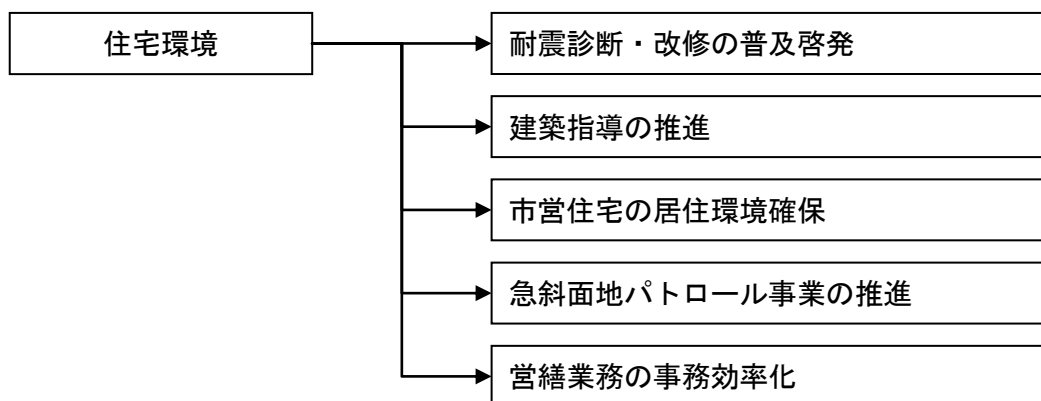 住宅環境
耐震診断・改修の普及啓発
建築指導の推進
市営住宅の居住環境確保
急斜面地パトロール事業の推進
営繕業務の事務効率化